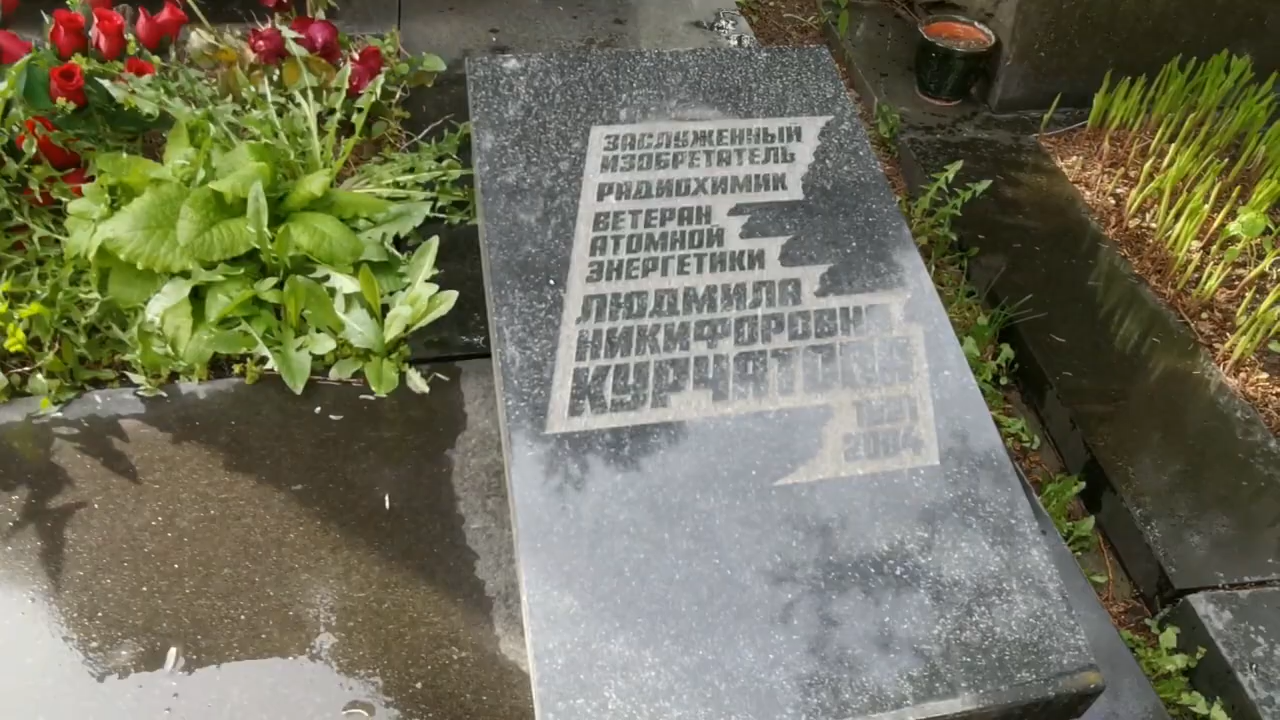 ЗАСЛУЖЕННЫЙ
ИЗОБРЕТАТЕЛЬ
РАДИОХИМИК
ВЕТЕРАН
АТОМНОЙ
ЭНЕРГЕТИКИ
ЛЮДМИЛА
НИКИФОРОВНА
КУРЧАТОВА
2004